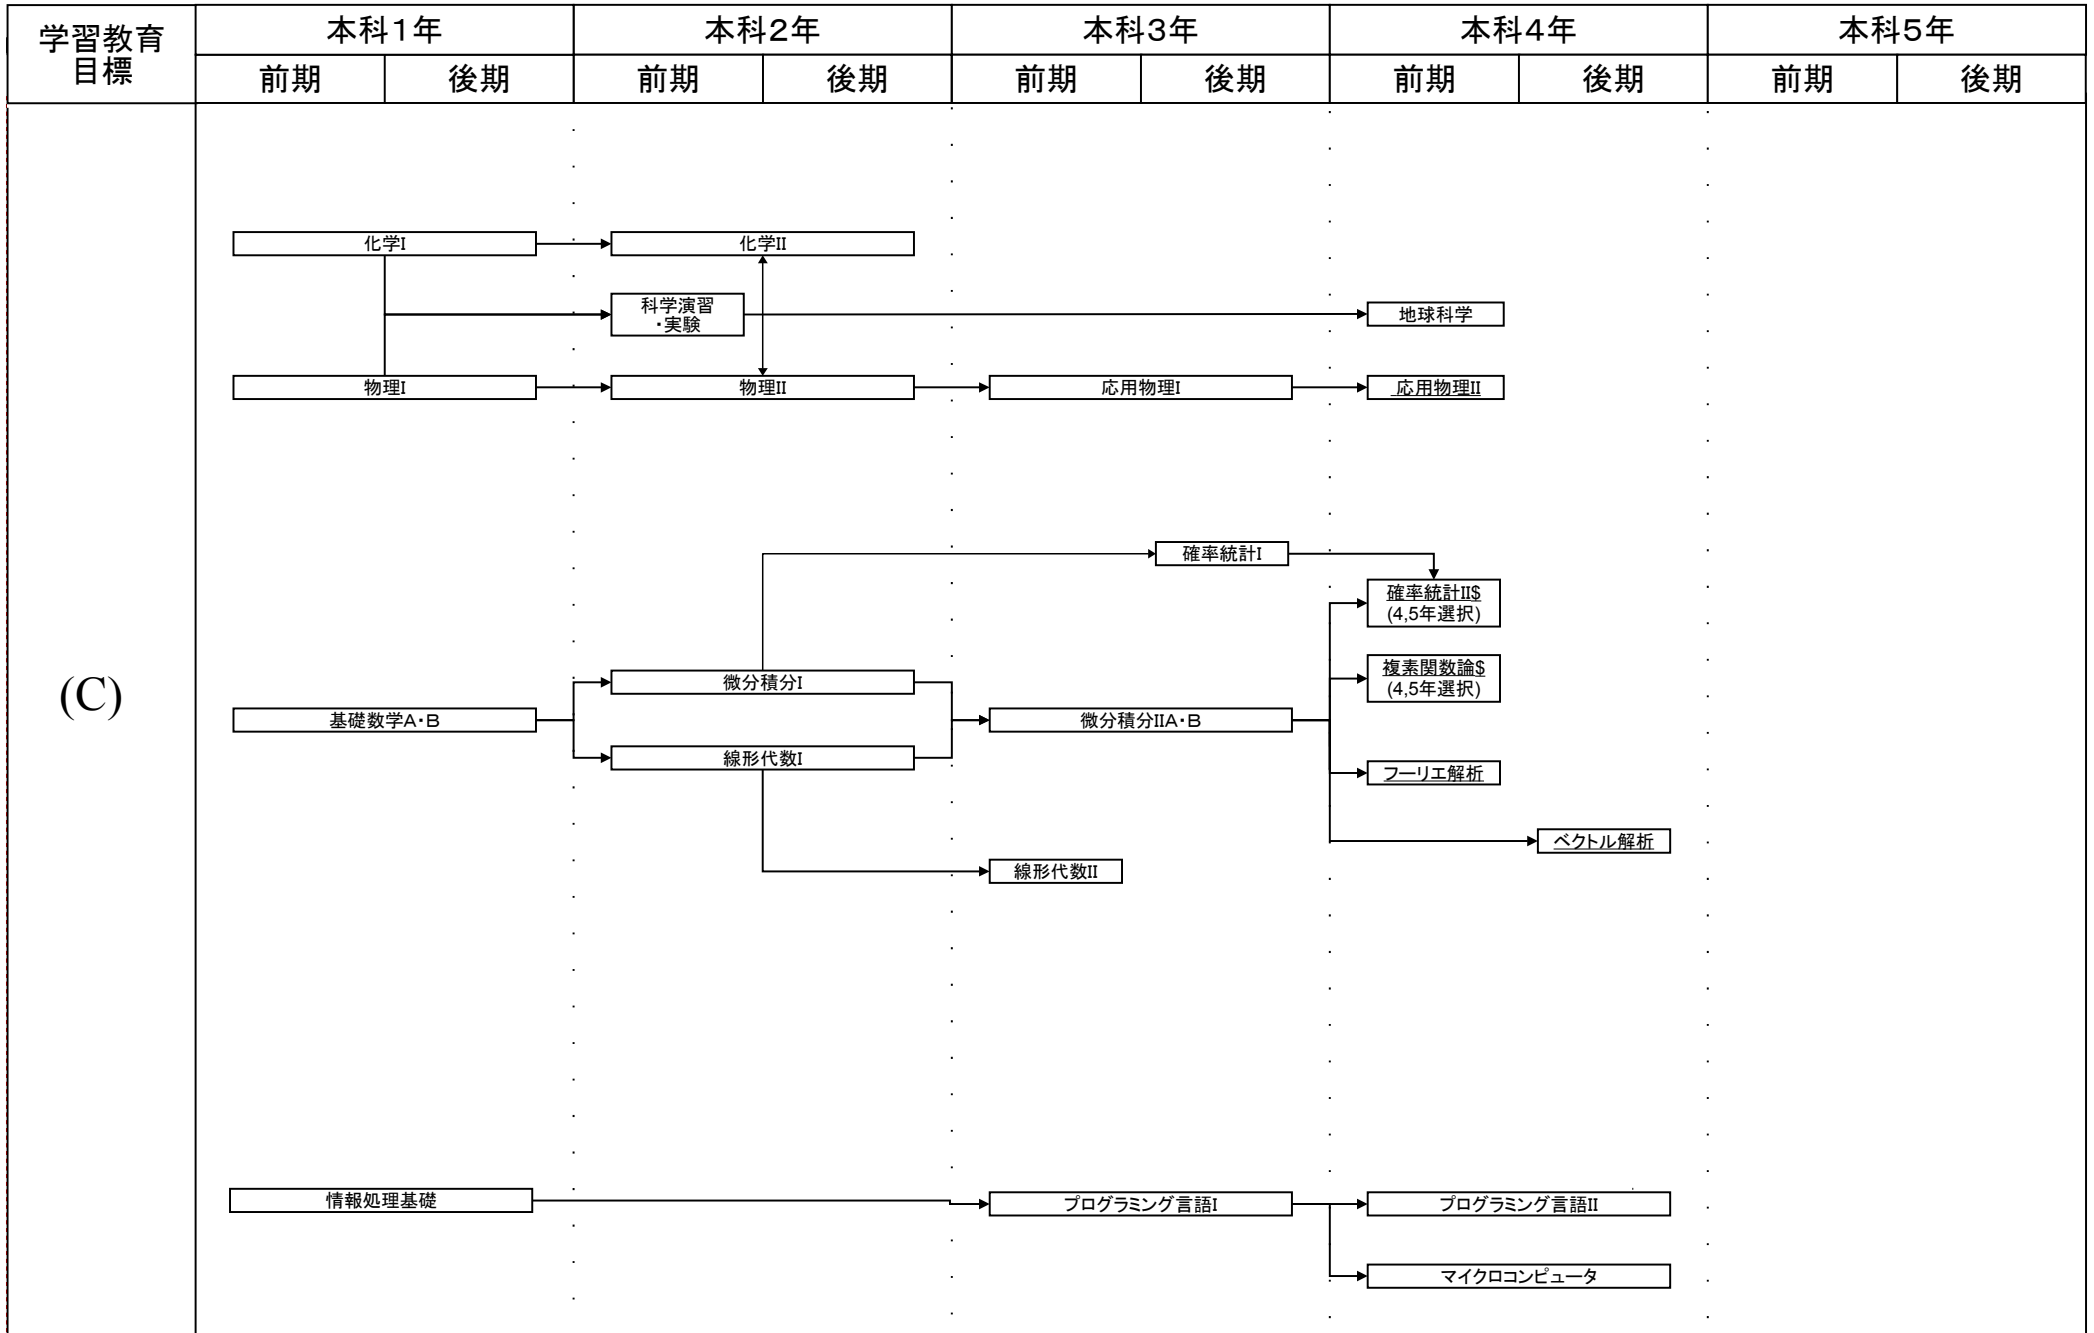 学習教育
目標
本科１年
本科２年
本科３年
本科４年
本科５年
前期
後期
前期
後期
前期
後期
前期
後期
前期
後期
(C)
化学I
化学II
科学演習
・実験
地球科学
物理I
物理II
応用物理I
応用物理II
確率統計I
確率統計II$
(4,5年選択)
複素関数論$
(4,5年選択)
微分積分I
基礎数学Ａ・Ｂ
微分積分IIＡ・Ｂ
線形代数I
フーリエ解析
ベクトル解析
線形代数II
情報処理基礎
プログラミング言語I
プログラミング言語II
マイクロコンピュータ